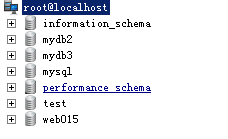 root@localhost
information_schema
mydb2
mydb3
mysql
performance_schema
test
web015